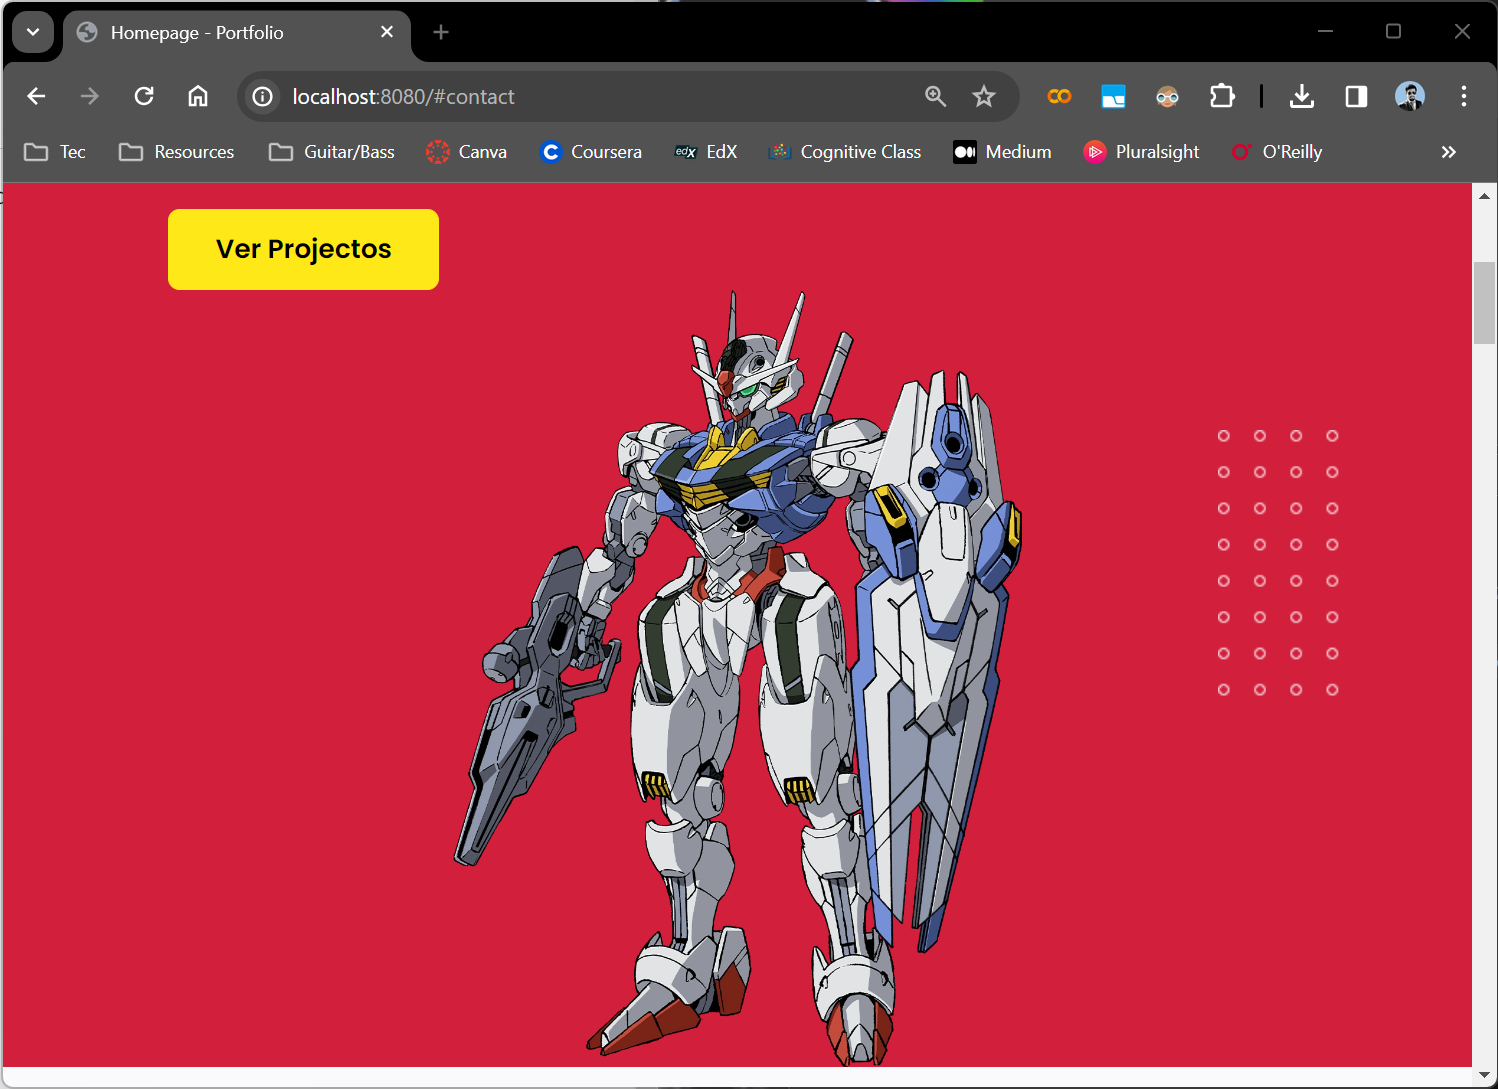 Homepage - Portfolio
localhost:8080/#contact
Tec Resources Guitar/Bass Canva Coursera edX EdX Cognitive Class Medium Pluralsight O'Reilly
Ver Projectos